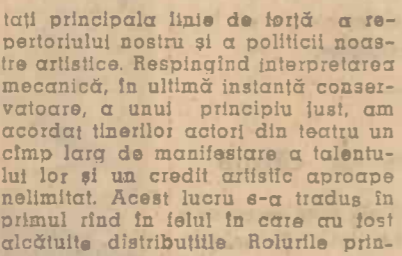 tați principala linie de forță a re-
pertoriului nostru și a politicii noas-
tre artistice. Respingînd interpretarea
mecanică, în ultimă instanță conser-
vatoare, a unui principiu just, am
acordat tinerilor actori din teatru un
cîmp larg de manifestare a talentu-
lui lor și un credit artistic aproape
nelimitat. Acest lucru s-a tradus în
primul rînd în felul în care au fost
alcătuite distribuțiile Rolurile prin-